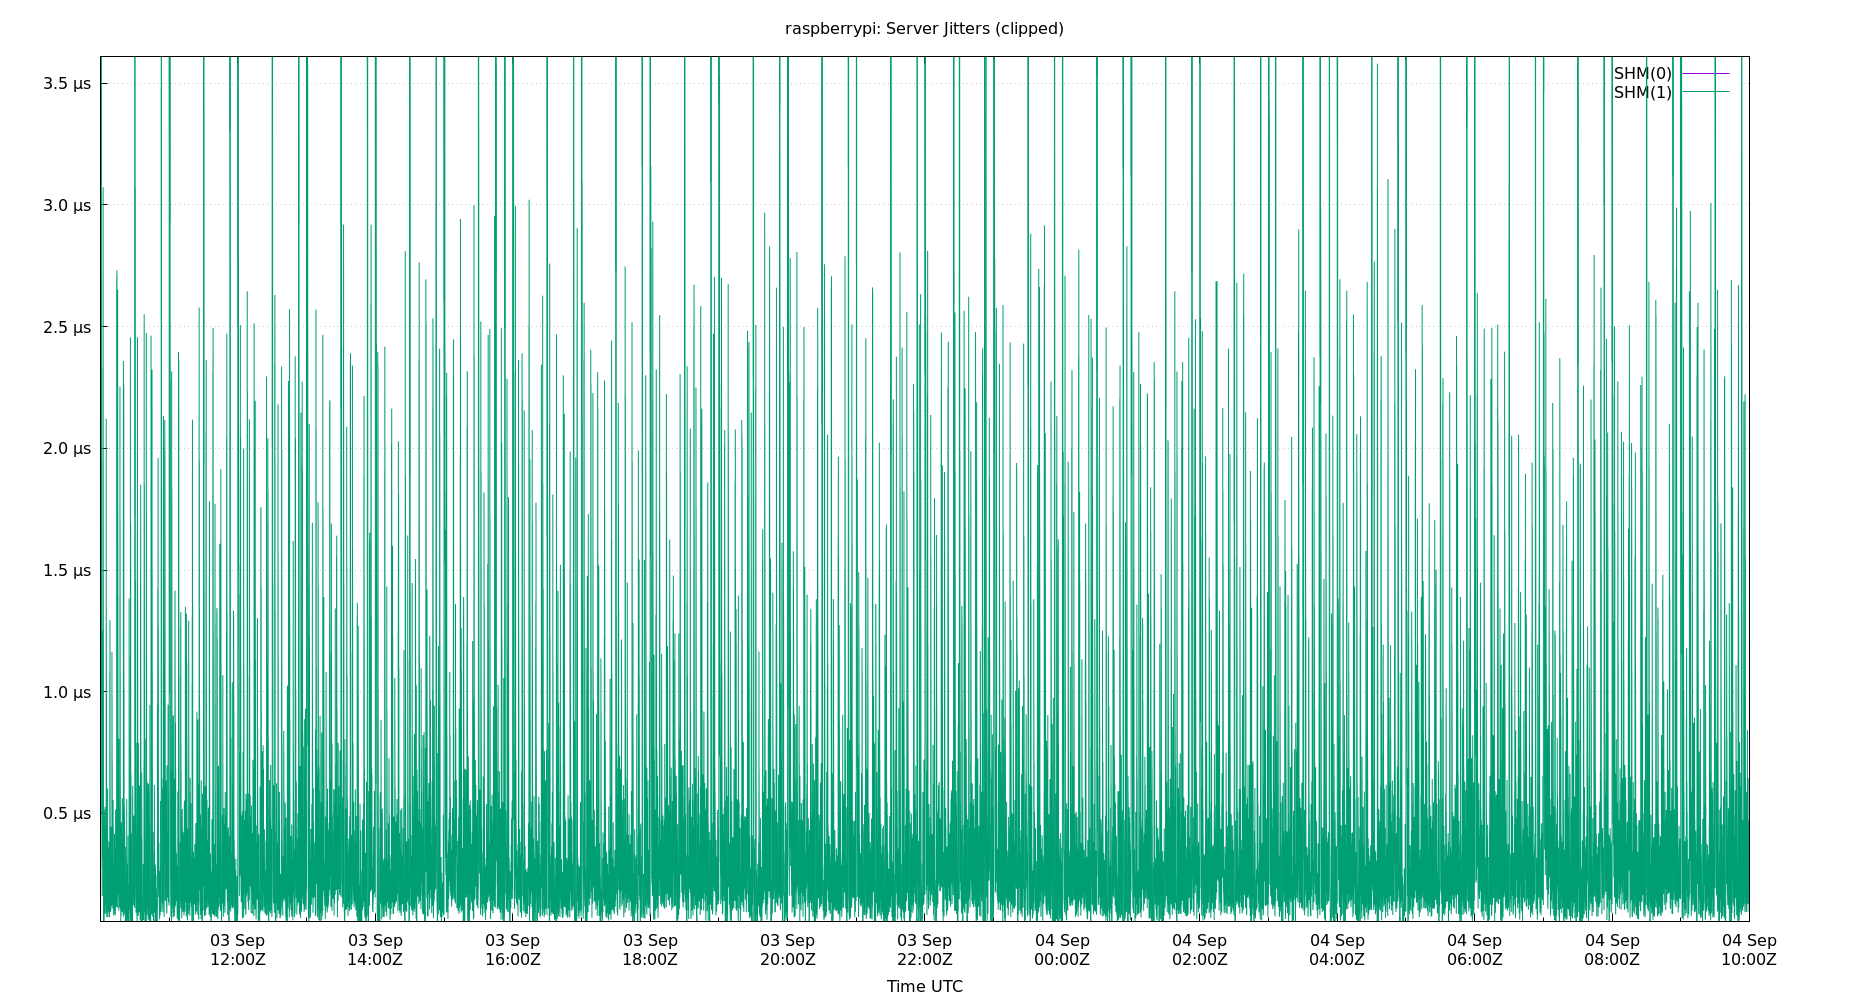 raspberrypi: Server Jitters (clipped)
3.5 µs
3.0 µs
2.5 µs
2.0 µs
1.5 µs
1.0 µs
0.5 µs
SHM(0)
SHM(1)
03 Sep 03 Sep 03 Sep 03 Sep 03 Sep 03 Sep 04 Sep 04 Sep 04 Sep 04 Sep 04 Sep 04 Sep
12:00Z 14:00Z 16:00Z 18:00Z 20:00Z 22:00Z 00:00Z 02:00Z 04:00Z 06:00Z 08:00Z 10:00Z
Time UTC